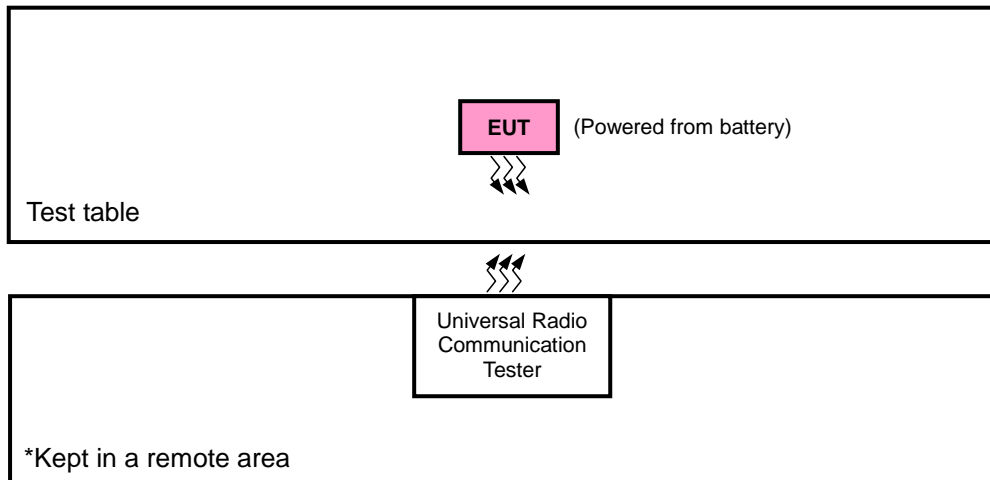 EUT
(Powered from battery)
Test table
Universal Radio
Communication
Tester
*Kept in a remote area